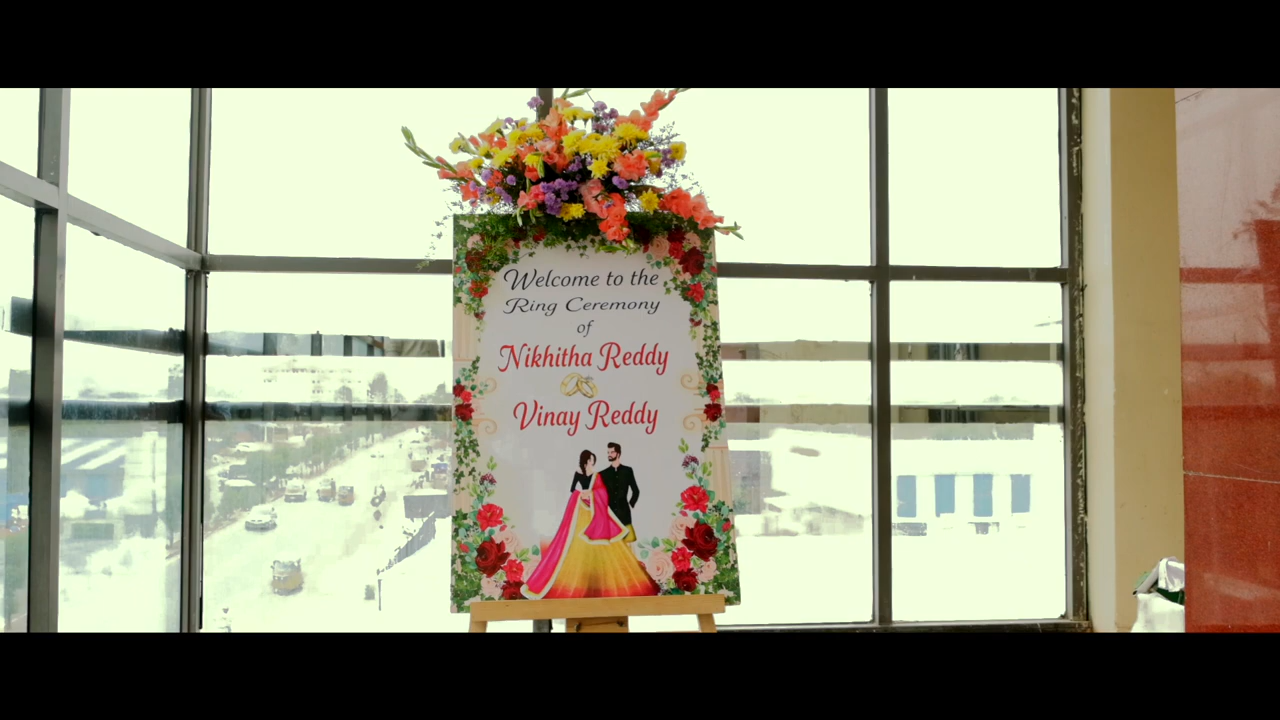 Welcome to the
Ring Ceremony
of
Nikhitha Reddy
Vinay Reddy